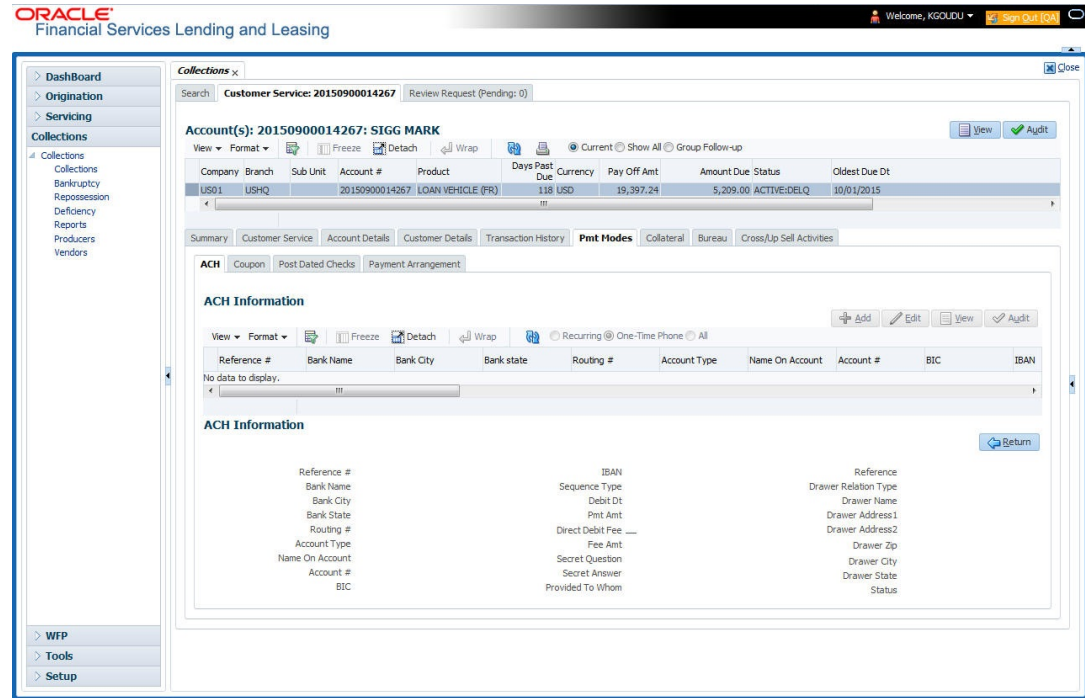 ORACLE
Financial Services Lending and Leasing
Welcome, KGOUDU
Sign Out [QA]
Close
DashBoard
Origination
Servicing
Collections
Collections
Collections
Bankruptcy
Repossession
Deficiency
Reports
Producers
Vendors
WFP
Tools
Setup
Collections x
Search Customer Service: 20150900014267 Review Request (Pending: 0)
Account(s): 20150900014267: SIGG MARK
View Audit
View Format Freeze Detach Wrap Current Show All Group Follow-up
Company Branch Sub Unit Account # Product Days Past Due Currency Pay Off Amt Amount Due Status Oldest Due Dt
US01 USHQ 20150900014267 LOAN VEHICLE (FR) 118 USD 19,397.24 5,209.00 ACTIVE:DELQ 10/01/2015
Summary Customer Service Account Details Customer Details Transaction History Pmt Modes Collateral Bureau Cross/Up Sell Activities
ACH Coupon Post Dated Checks Payment Arrangement
ACH Information
Add Edit View Audit
View Format Freeze Detach Wrap Recurring One-Time Phone All
Reference # Bank Name Bank City Bank state Routing # Account Type Name On Account Account # BIC IBAN
No data to display.
ACH Information
Return
Reference # IBAN Reference
Bank Name Sequence Type Drawer Relation Type
Bank City Debit Dt Drawer Name
Bank State Pmt Amt Drawer Address1
Routing # Direct Debit Fee Drawer Address2
Account Type Fee Amt Drawer Zip
Name On Account Secret Question Drawer City
Account # Secret Answer Drawer State
BIC Provided To Whom Status